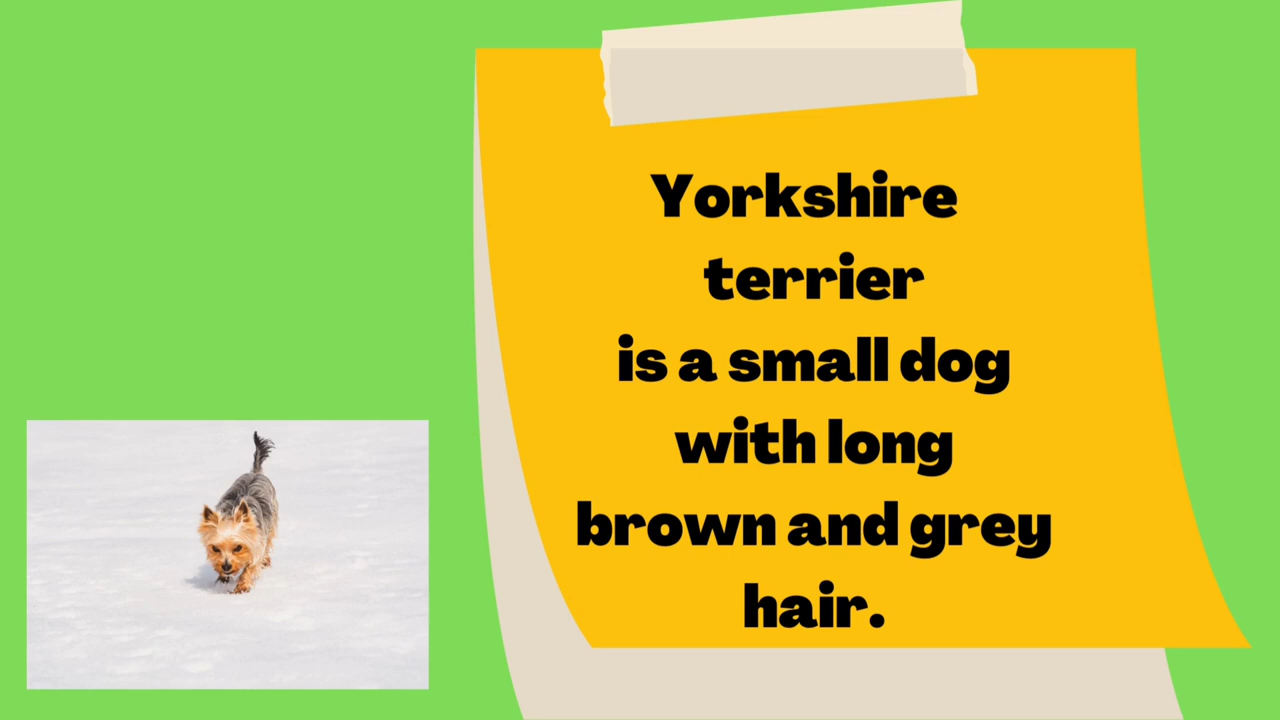 Yorkshire
terrier
is a small dog
with long
brown and grey
hair.